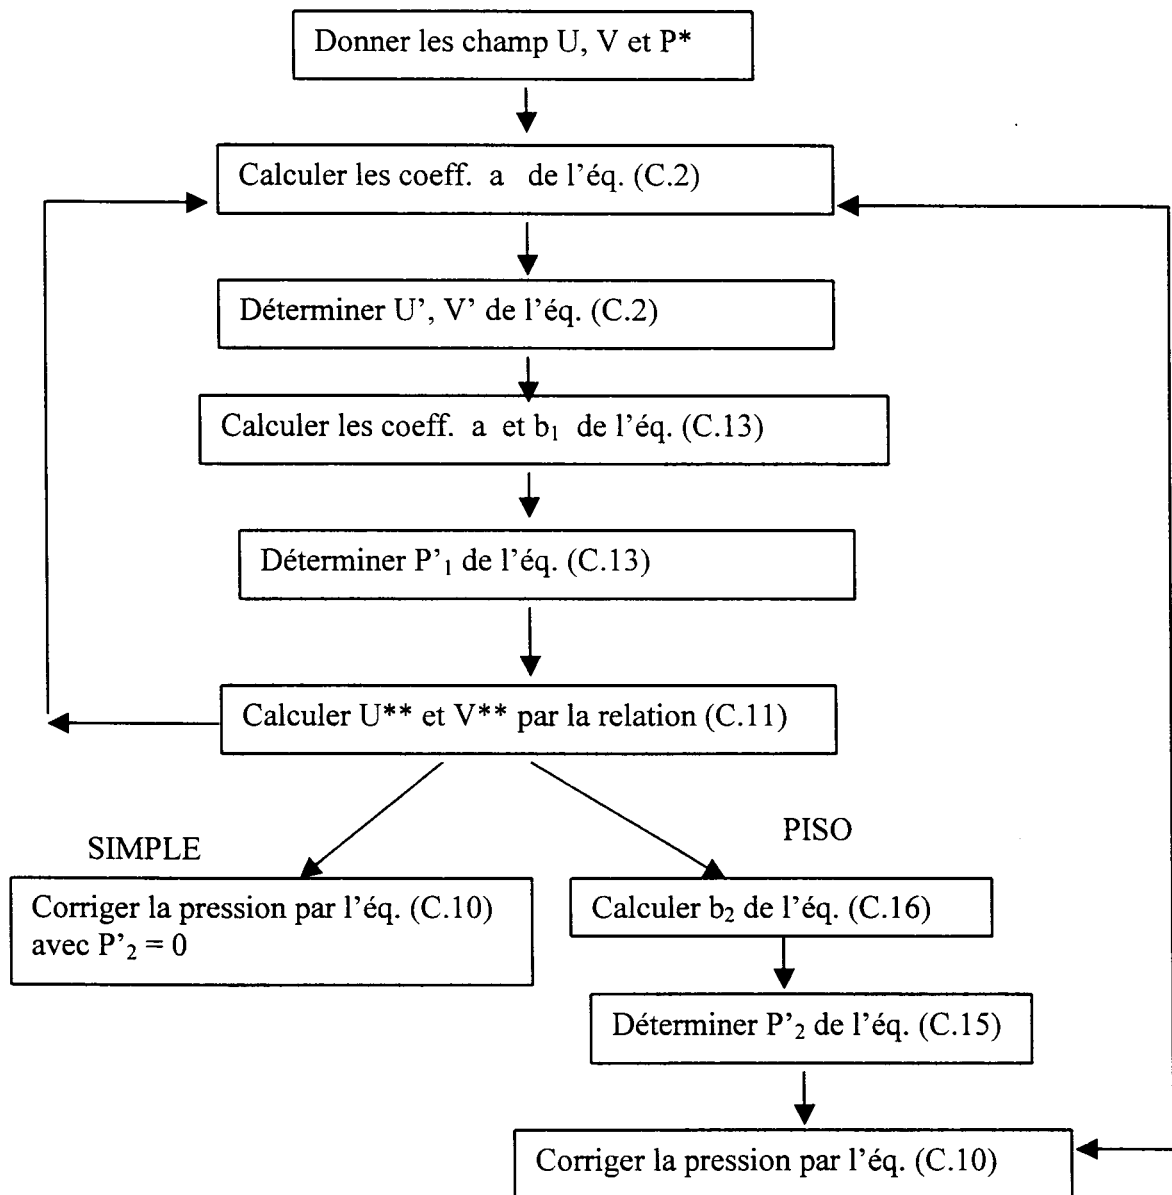 Donner les champ U, V et P*
Calculer les coeff. a de l'éq. (C.2)
Déterminer U', V' de l'éq. (C.2)
Calculer les coeff. a et b₁ de l'éq. (C.13)
Déterminer P'₁ de l'éq. (C.13)
Calculer U** et V** par la relation (C.11)
SIMPLE
PISO
Corriger la pression par l'éq. (C.10)
avec P'₂ = 0
Calculer b₂ de l'éq. (C.16)
Déterminer P'₂ de l'éq. (C.15)
Corriger la pression par l'éq. (C.10)